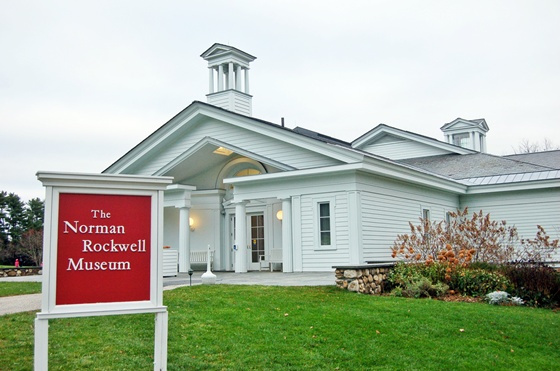 The
Norman
Rockwell
Museum